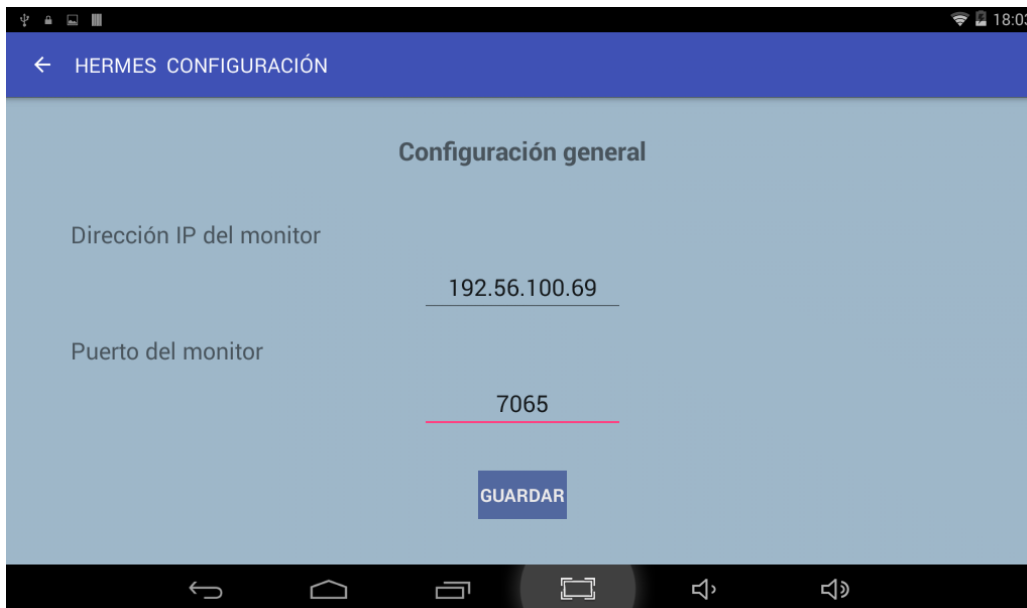 18:03
HERMES CONFIGURACIÓN
Configuración general
Dirección IP del monitor
192.56.100.69
Puerto del monitor
7065
GUARDAR